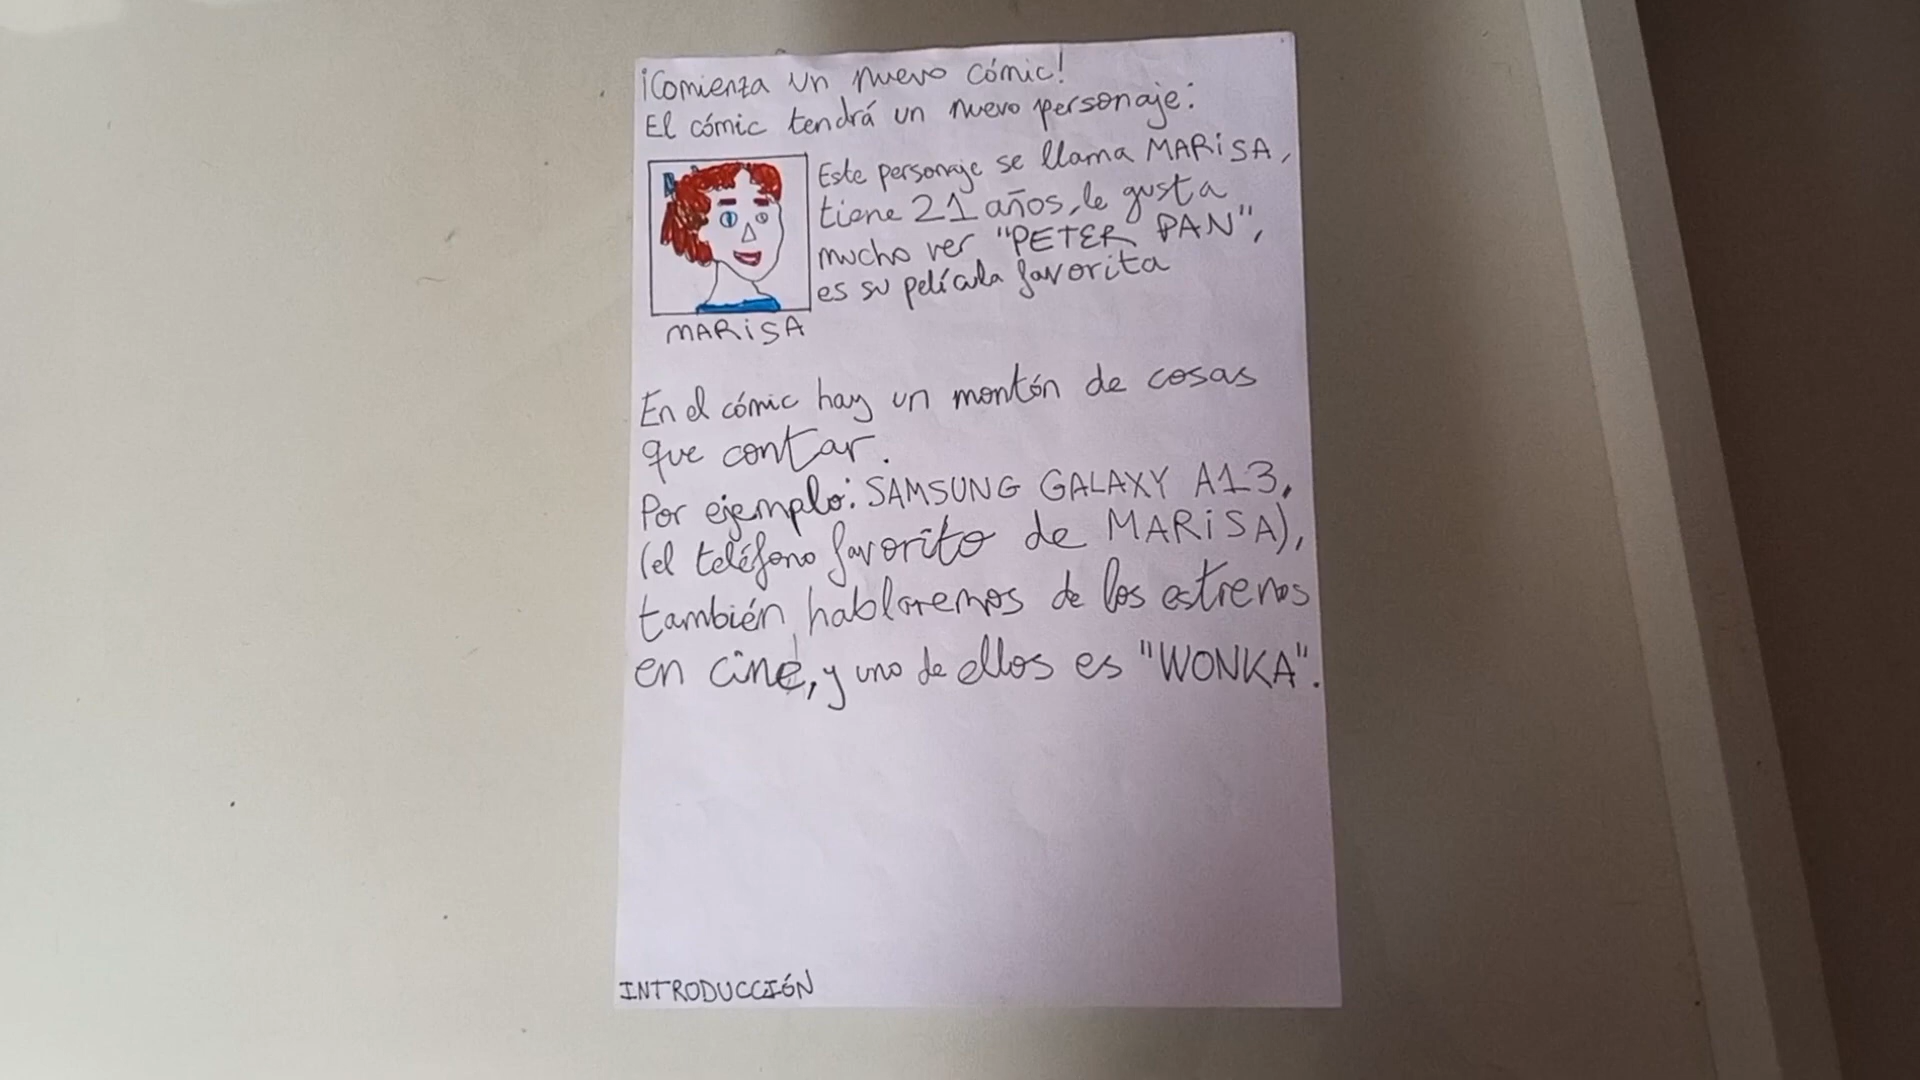 ¡Comienza un nuevo cómic!
El cómic tendrá un nuevo personaje:
Este personaje se llama MARiSA,
tiene 21 años, le gusta
mucho ver "PETER PAN",
es su película favorita
MARiSA
En el cómic hay un montón de cosas
que contar.
Por ejemplo: SAMSUNG GALAXY A13,
(el teléfono favorito de MARiSA),
también hablaremos de los estrenos
en cine, y uno de ellos es "WONKA".
INTRODUCCIÓN